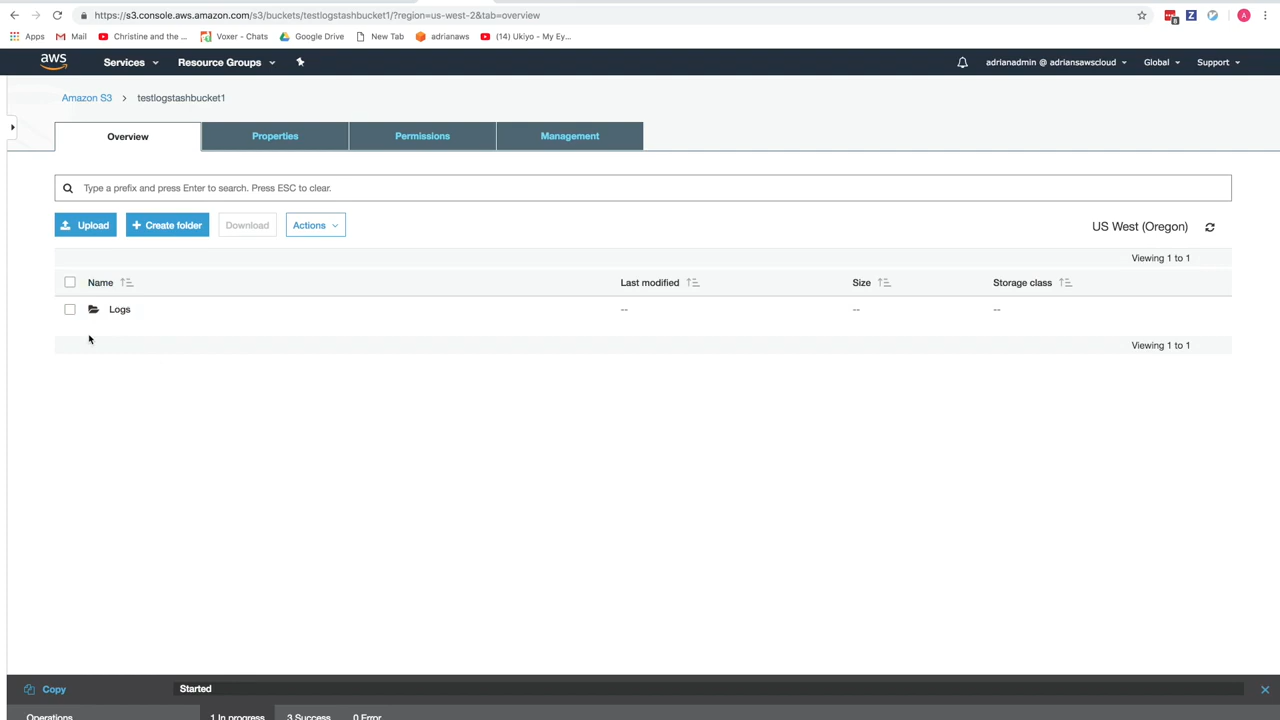 https://s3.console.aws.amazon.com/s3/buckets/testlogstashbucket1/?region=us-west-2&tab=overview
Apps Mail Christine and the ... Voxer - Chats Google Drive New Tab adrianaws (14) Ukiyo - My Ey...
aws Services Resource Groups adrianadmin @ adriansawscloud Global Support
Amazon S3 > testlogstashbucket1
Overview Properties Permissions Management
Type a prefix and press Enter to search. Press ESC to clear.
Upload + Create folder Download Actions US West (Oregon)
Viewing 1 to 1
Name Last modified Size Storage class
Logs -- -- --
Viewing 1 to 1
Copy Started
Operations 1 In progress 3 Success 0 Error